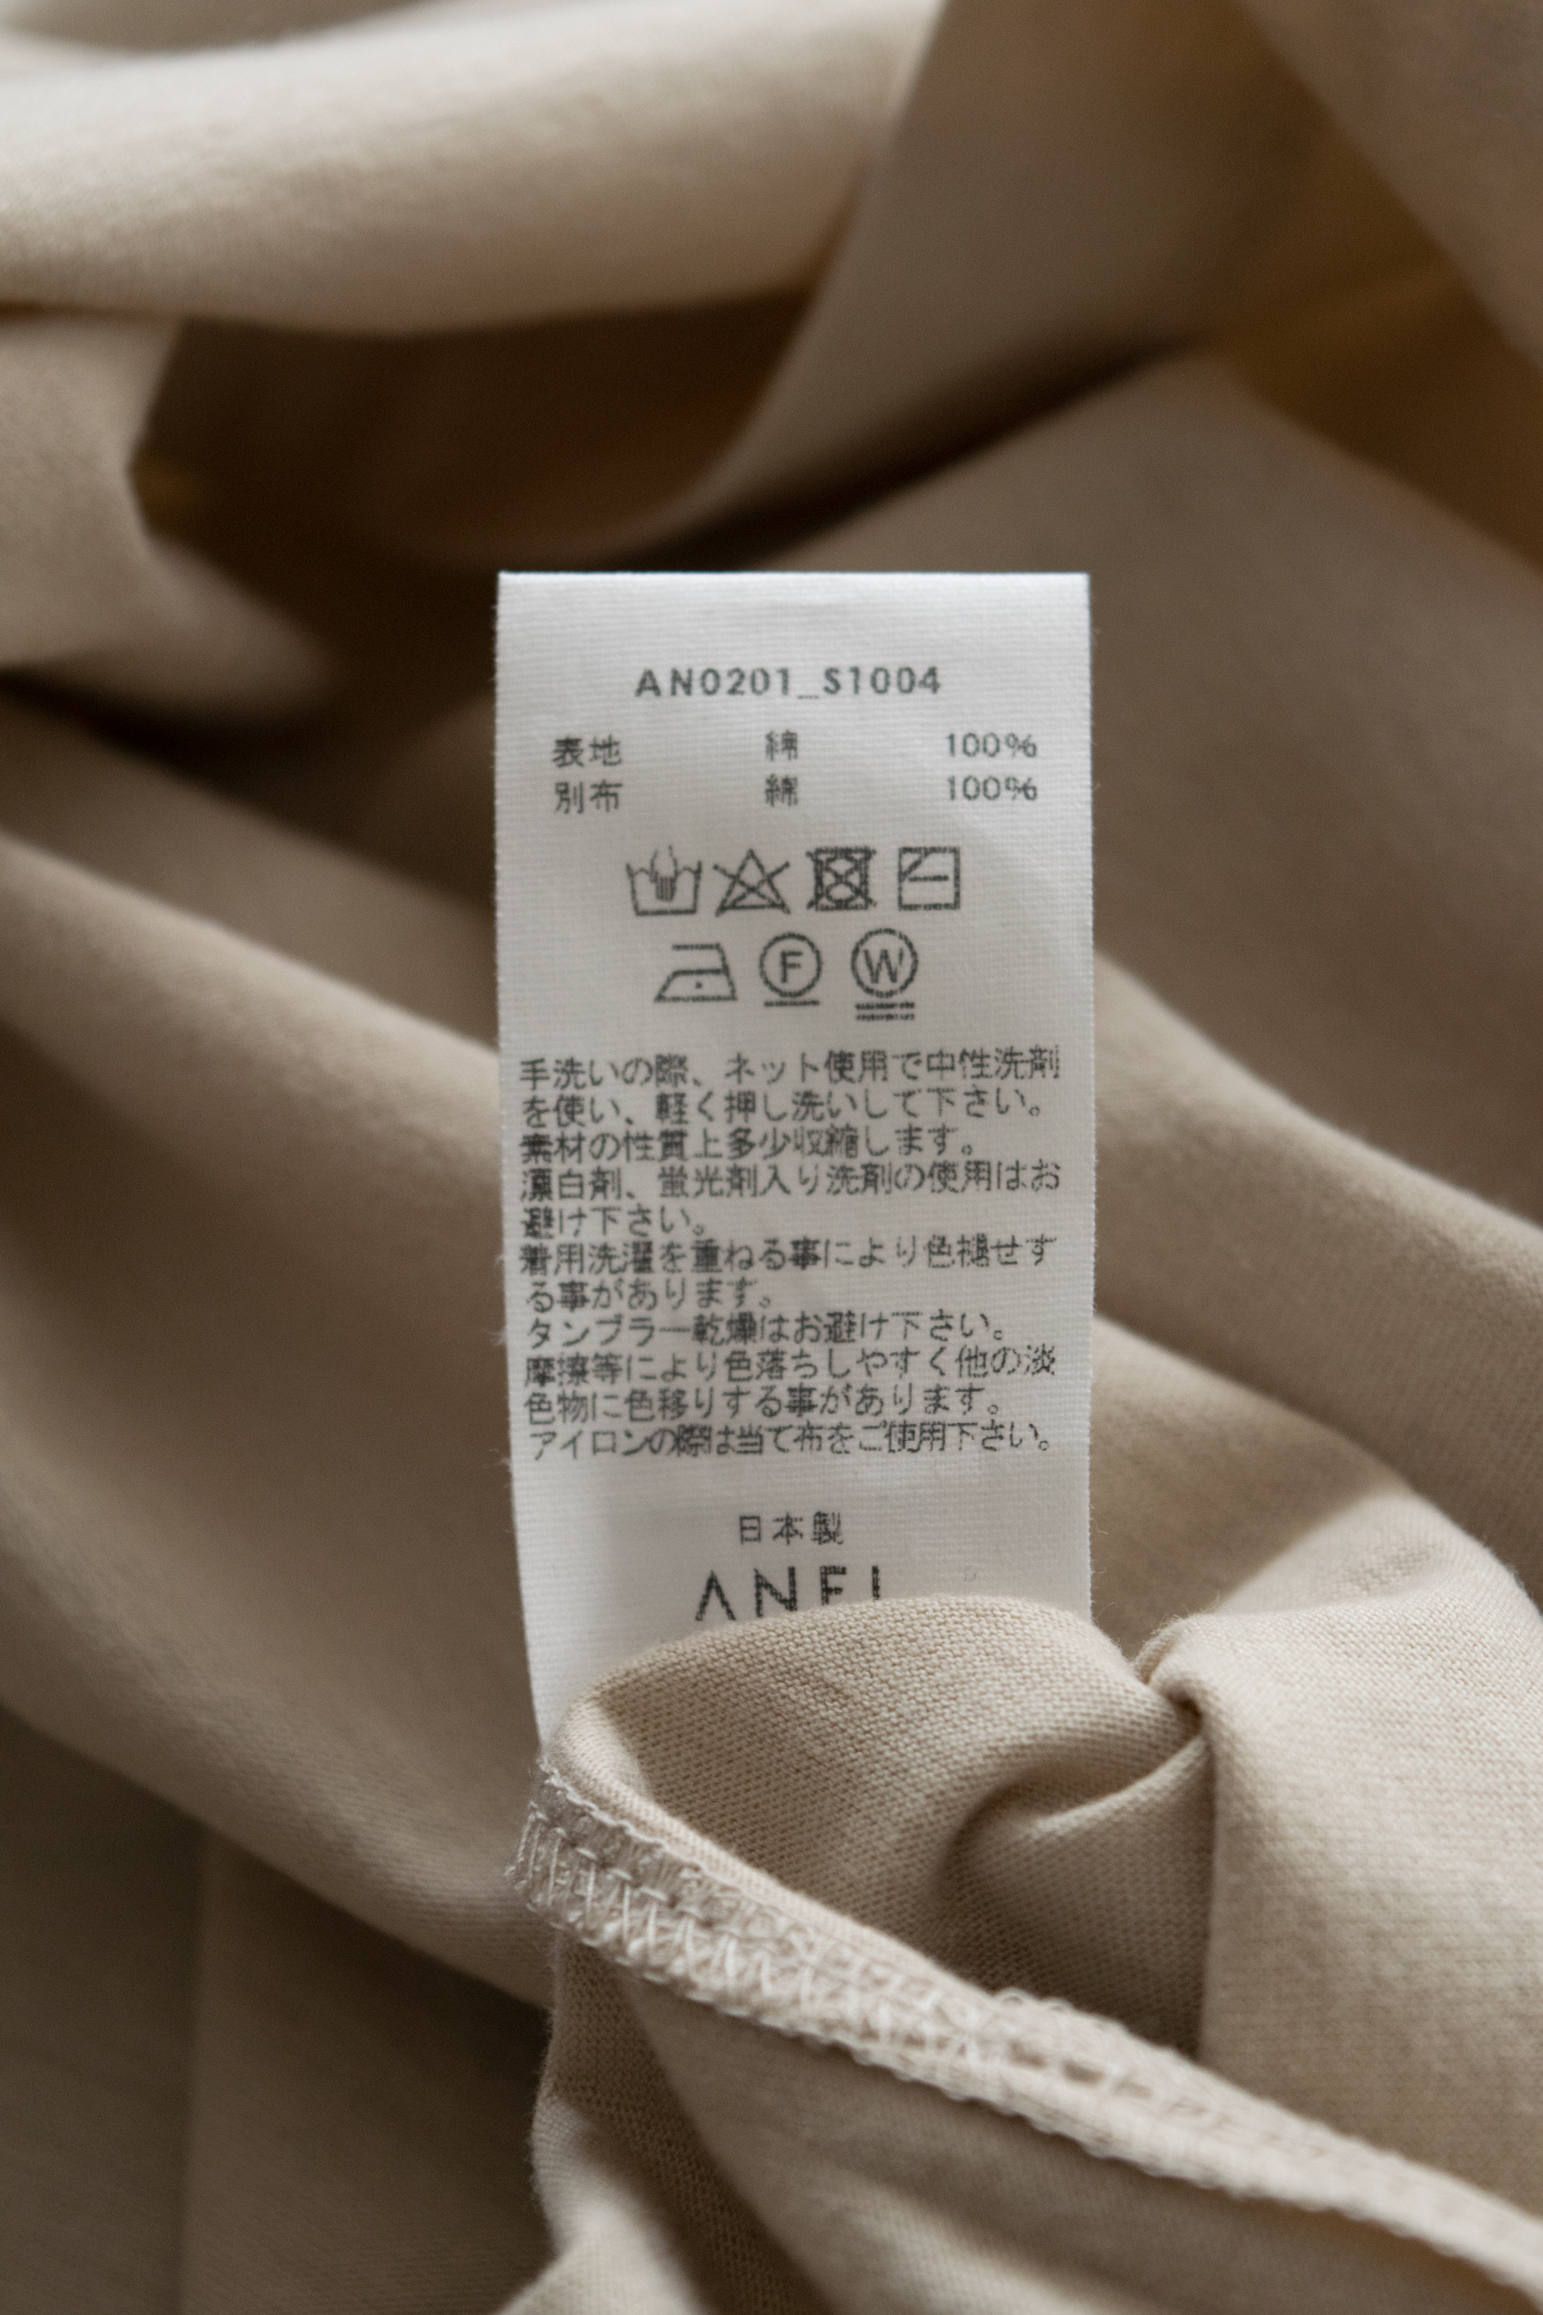 AN0201_S1004
表地 綿 100%
別布 綿 100%
F W
手洗いの際、ネット使用で中性洗剤
を使い、軽く押し洗いして下さい。
素材の性質上多少収縮します。
漂白剤、蛍光剤入り洗剤の使用はお
避け下さい。
着用洗濯を重ねる事により色褪せす
る事があります。
タンブラー乾燥はお避け下さい。
摩擦等により色落ちしやすく他の淡
色物に色移りする事があります。
アイロンの際は当て布をご使用下さい。
日本製